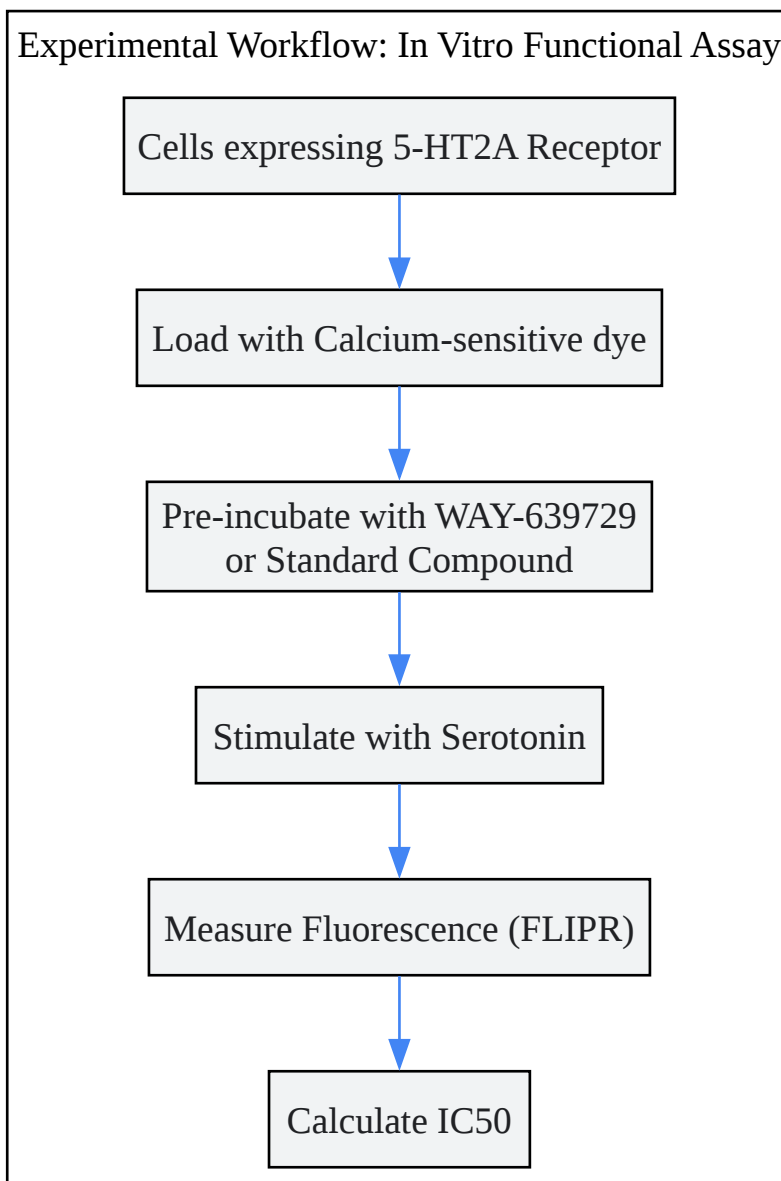 Experimental Workflow: In Vitro Functional Assay
Cells expressing 5-HT2A Receptor
Load with Calcium-sensitive dye
Pre-incubate with WAY-639729
or Standard Compound
Stimulate with Serotonin
Measure Fluorescence (FLIPR)
Calculate IC50